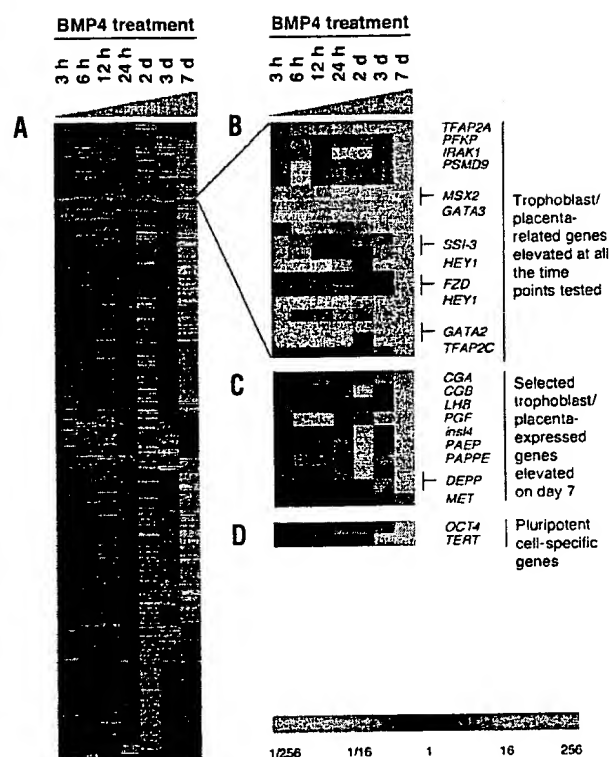 BMP4 treatment
3 h 6 h 12 h 24 h 2 d 3 d 7 d
A
BMP4 treatment
3 h 6 h 12 h 24 h 2 d 3 d 7 d
B
TFAP2A
PFKP
IRAK1
PSMD9
MSX2
GATA3
SSI-3
HEY1
FZD
HEY1
GATA2
TFAP2C
Trophoblast/
placenta-
related genes
elevated at all
the time
points tested
C
CGA
CGB
LHB
PGF
insl4
PAEP
PAPPE
DEPP
MET
Selected
trophoblast/
placenta-
expressed
genes
elevated
on day 7
D
OCT4
TERT
Pluripotent
cell-specific
genes
1/256 1/16 1 16 256